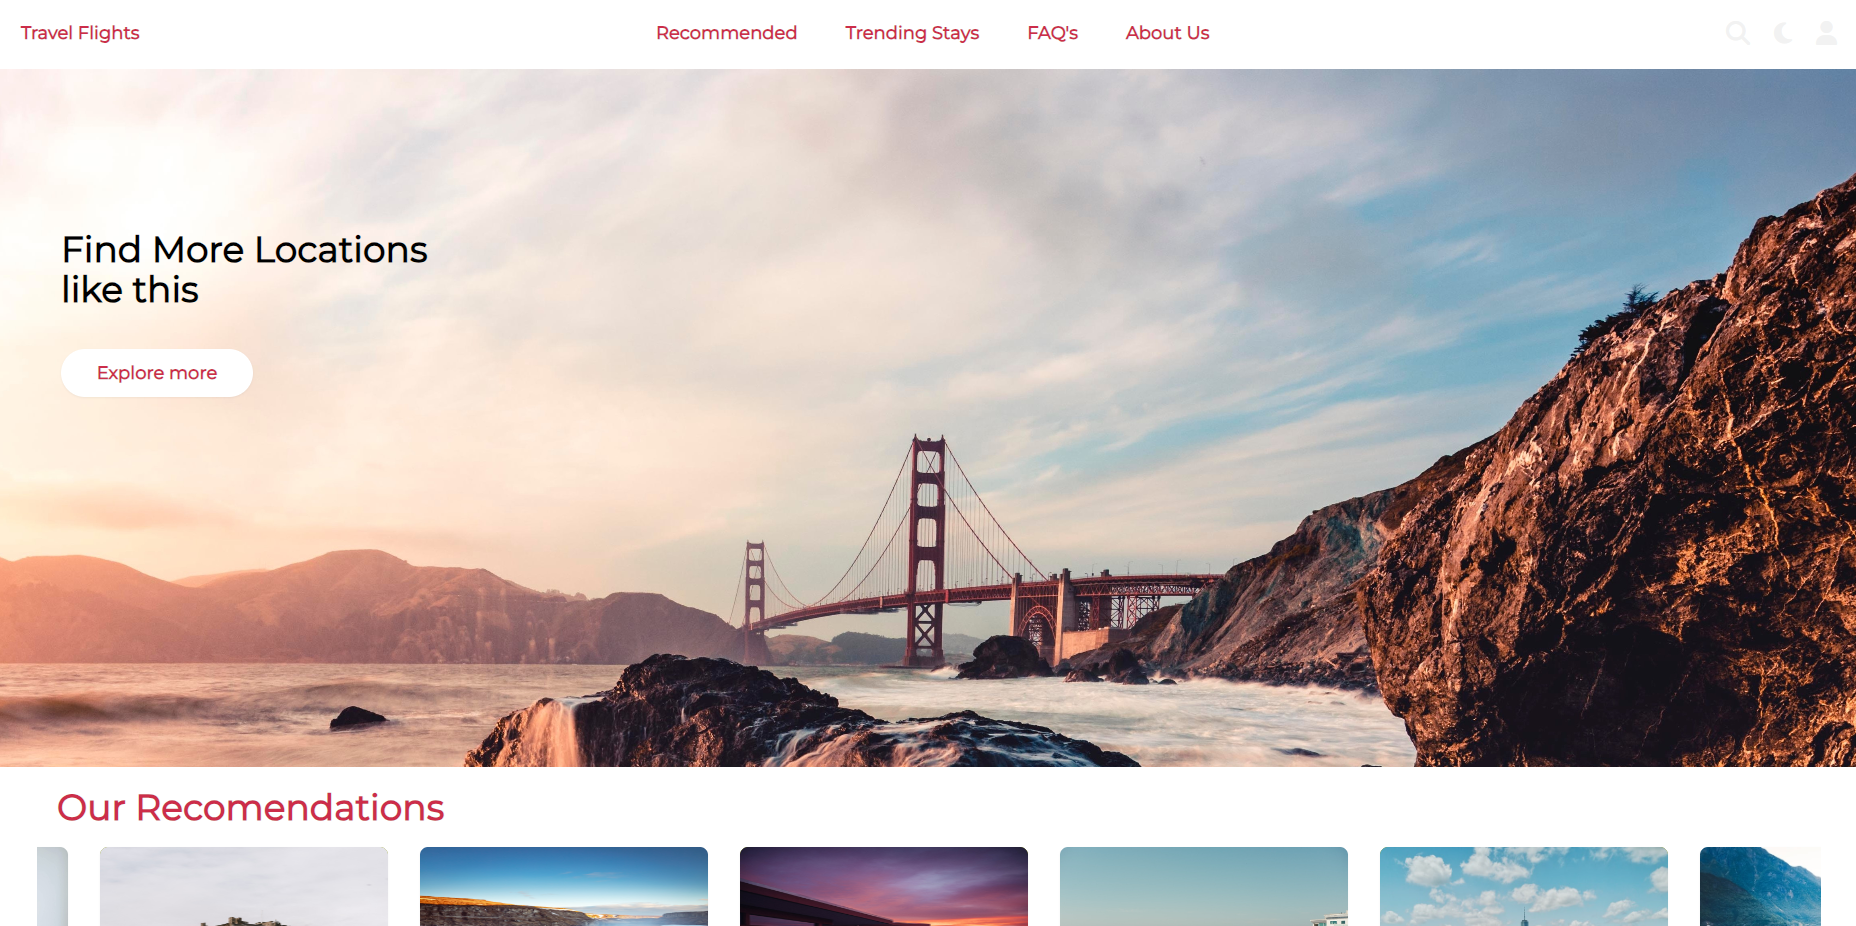 Travel Flights
Recommended
Trending Stays
FAQ's
About Us
Find More Locations
like this
Explore more
Our Recomendations